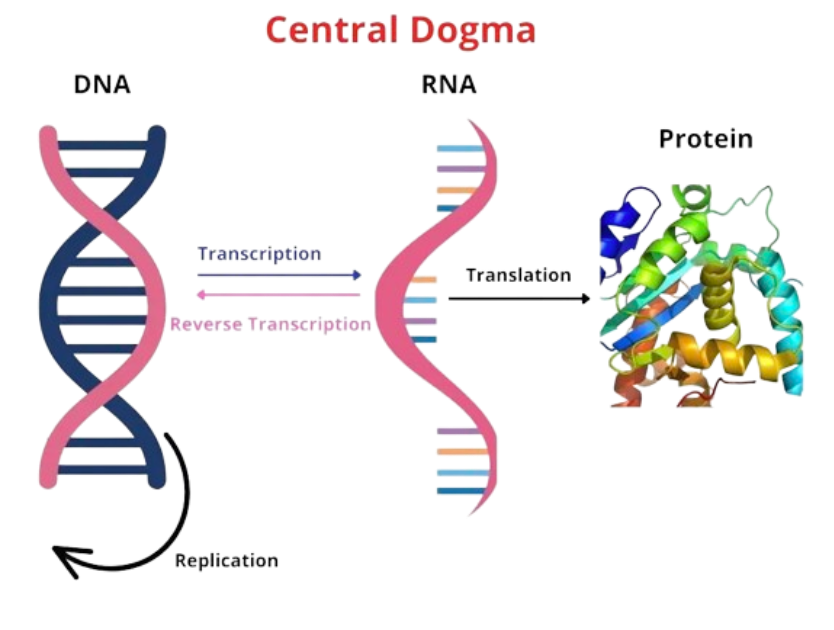 Central Dogma
DNA
RNA
Protein
Transcription
Translation
Reverse Transcription
Replication